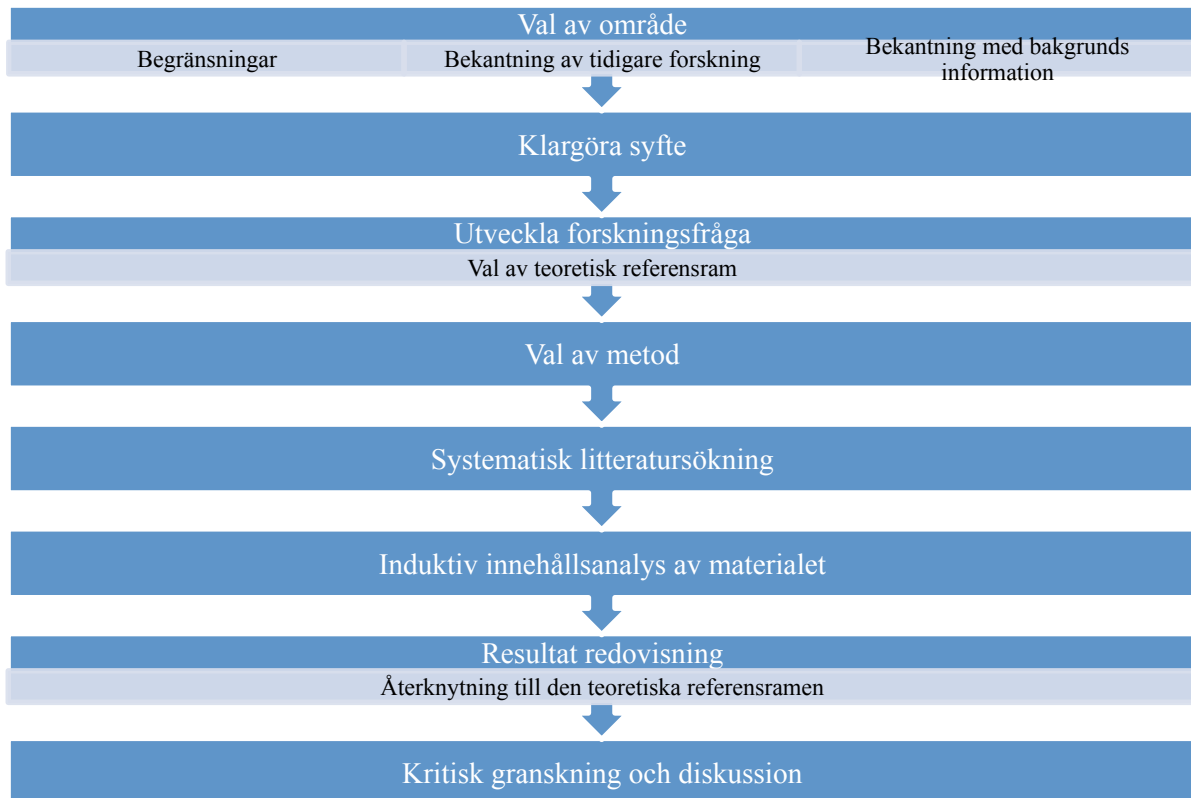 Val av område
Begränsningar
Bekantning av tidigare forskning
Bekantning med bakgrunds
information
Klargöra syfte
Utveckla forskningsfråga
Val av teoretisk referensram
Val av metod
Systematisk litteratursökning
Induktiv innehållsanalys av materialet
Resultat redovisning
Återknytning till den teoretiska referensramen
Kritisk granskning och diskussion